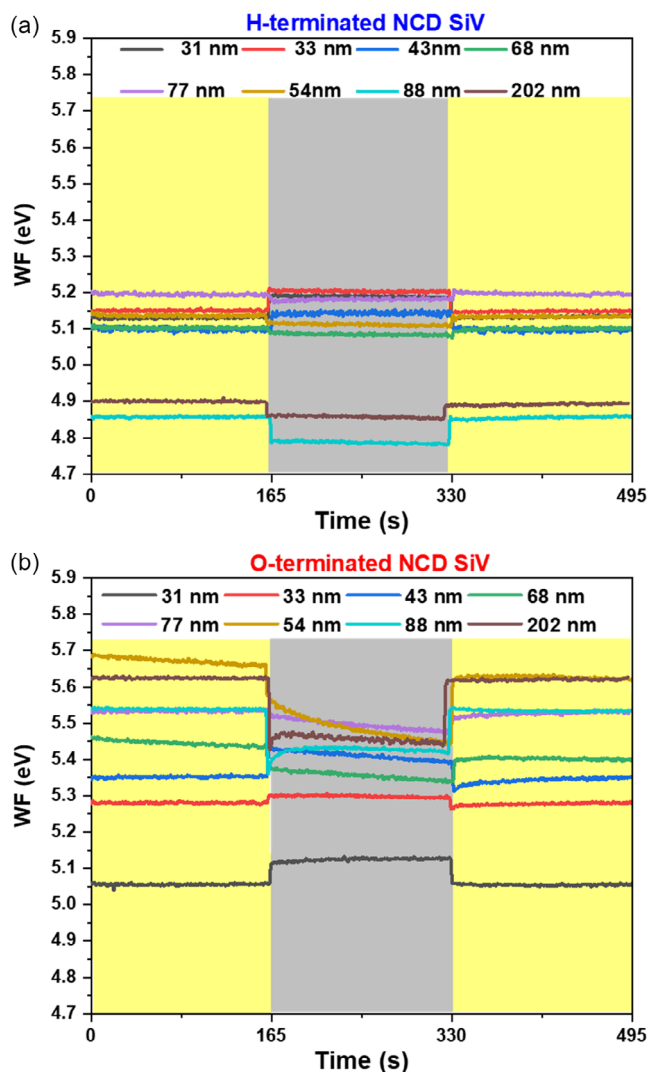 (a)
H-terminated NCD SiV
31 nm 33 nm 43nm 68 nm
77 nm 54nm 88 nm 202 nm
WF (eV)
5.9
5.8
5.7
5.6
5.5
5.4
5.3
5.2
5.1
5.0
4.9
4.8
4.7
0 165 330 495
Time (s)
(b)
O-terminated NCD SiV
31 nm 33 nm 43 nm 68 nm
77 nm 54 nm 88 nm 202 nm
WF (eV)
5.9
5.8
5.7
5.6
5.5
5.4
5.3
5.2
5.1
5.0
4.9
4.8
4.7
0 165 330 495
Time (s)